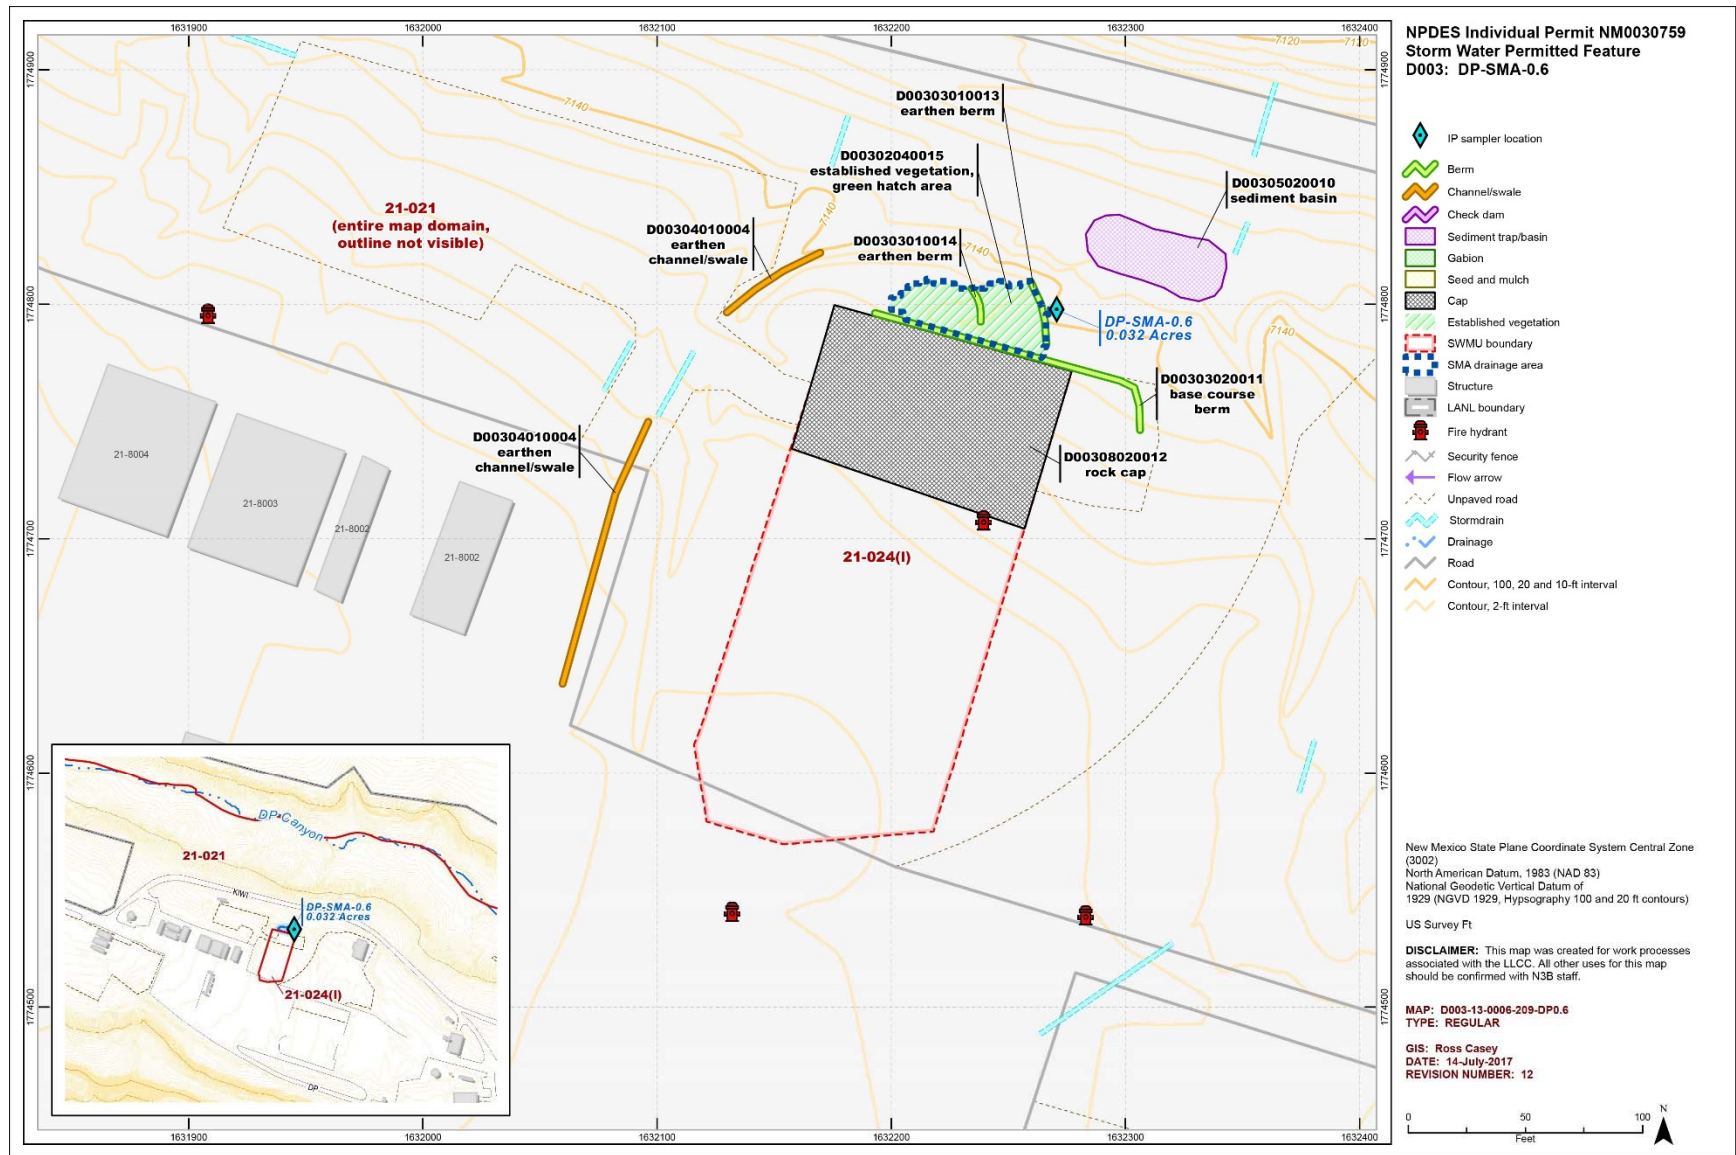 1631900
1632000
1632100
1632200
1632300
1632400
1774900
1774900
1774800
1774800
1774700
1774700
1774600
1774600
1774500
1774500
1631900
1632000
1632100
1632200
1632300
1632400
7120
7120
7140
7140
7140
7140
D00303010013
earthen berm
D00302040015
established vegetation,
green hatch area
D00305020010
sediment basin
21-021
(entire map domain,
outline not visible)
D00304010004
earthen
channel/swale
D00303010014
earthen berm
DP-SMA-0.6
0.032 Acres
D00303020011
base course
berm
D00304010004
earthen
channel/swale
D00308020012
rock cap
21-8004
21-8003
21-8002
21-8002
21-024(I)
DP Canyon
21-021
KIWI
DP-SMA-0.6
0.032 Acres
21-024(I)
DP
NPDES Individual Permit NM0030759
Storm Water Permitted Feature
D003: DP-SMA-0.6
IP sampler location
Berm
Channel/swale
Check dam
Sediment trap/basin
Gabion
Seed and mulch
Cap
Established vegetation
SWMU boundary
SMA drainage area
Structure
LANL boundary
Fire hydrant
Security fence
Flow arrow
Unpaved road
Stormdrain
Drainage
Road
Contour, 100, 20 and 10-ft interval
Contour, 2-ft interval
New Mexico State Plane Coordinate System Central Zone
(3002)
North American Datum, 1983 (NAD 83)
National Geodetic Vertical Datum of
1929 (NGVD 1929, Hypsography 100 and 20 ft contours)
US Survey Ft
DISCLAIMER: This map was created for work processes
associated with the LLCC. All other uses for this map
should be confirmed with N3B staff.
MAP: D003-13-0006-209-DP0.6
TYPE: REGULAR
GIS: Ross Casey
DATE: 14-July-2017
REVISION NUMBER: 12
0 50 100
Feet
N